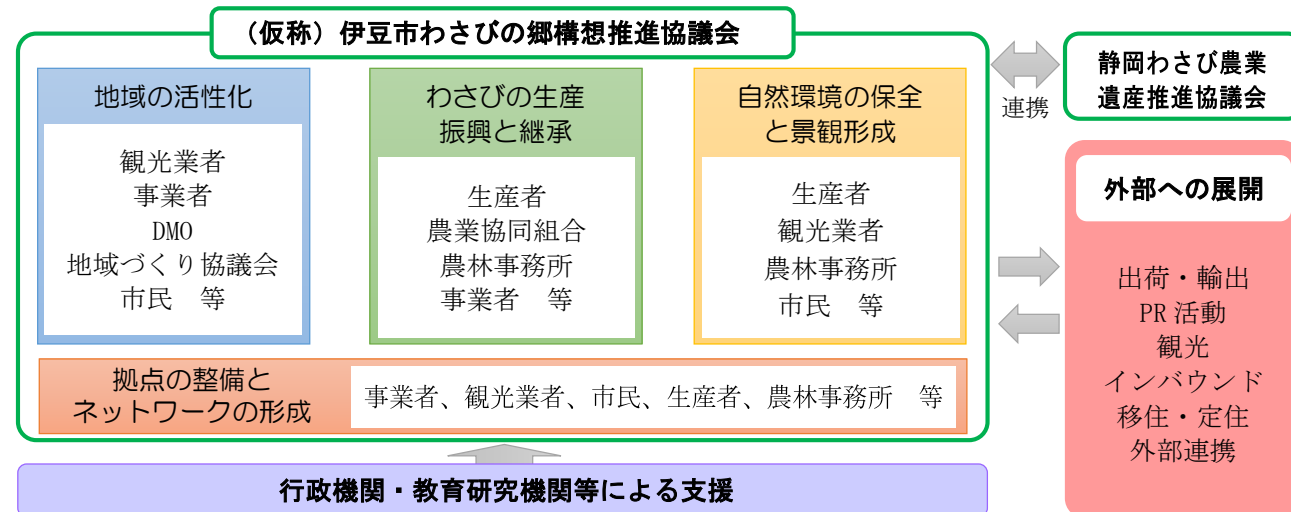 （仮称）伊豆市わさびの郷構想推進協議会
地域の活性化
観光業者
事業者
DMO
地域づくり協議会
市民　等
わさびの生産
振興と継承
生産者
農業協同組合
農林事務所
事業者　等
自然環境の保全
と景観形成
生産者
観光業者
農林事務所
市民　等
拠点の整備と
ネットワークの形成
事業者、観光業者、市民、生産者、農林事務所　等
行政機関・教育研究機関等による支援
連携
静岡わさび農業
遺産推進協議会
外部への展開
出荷・輸出
PR 活動
観光
インバウンド
移住・定住
外部連携